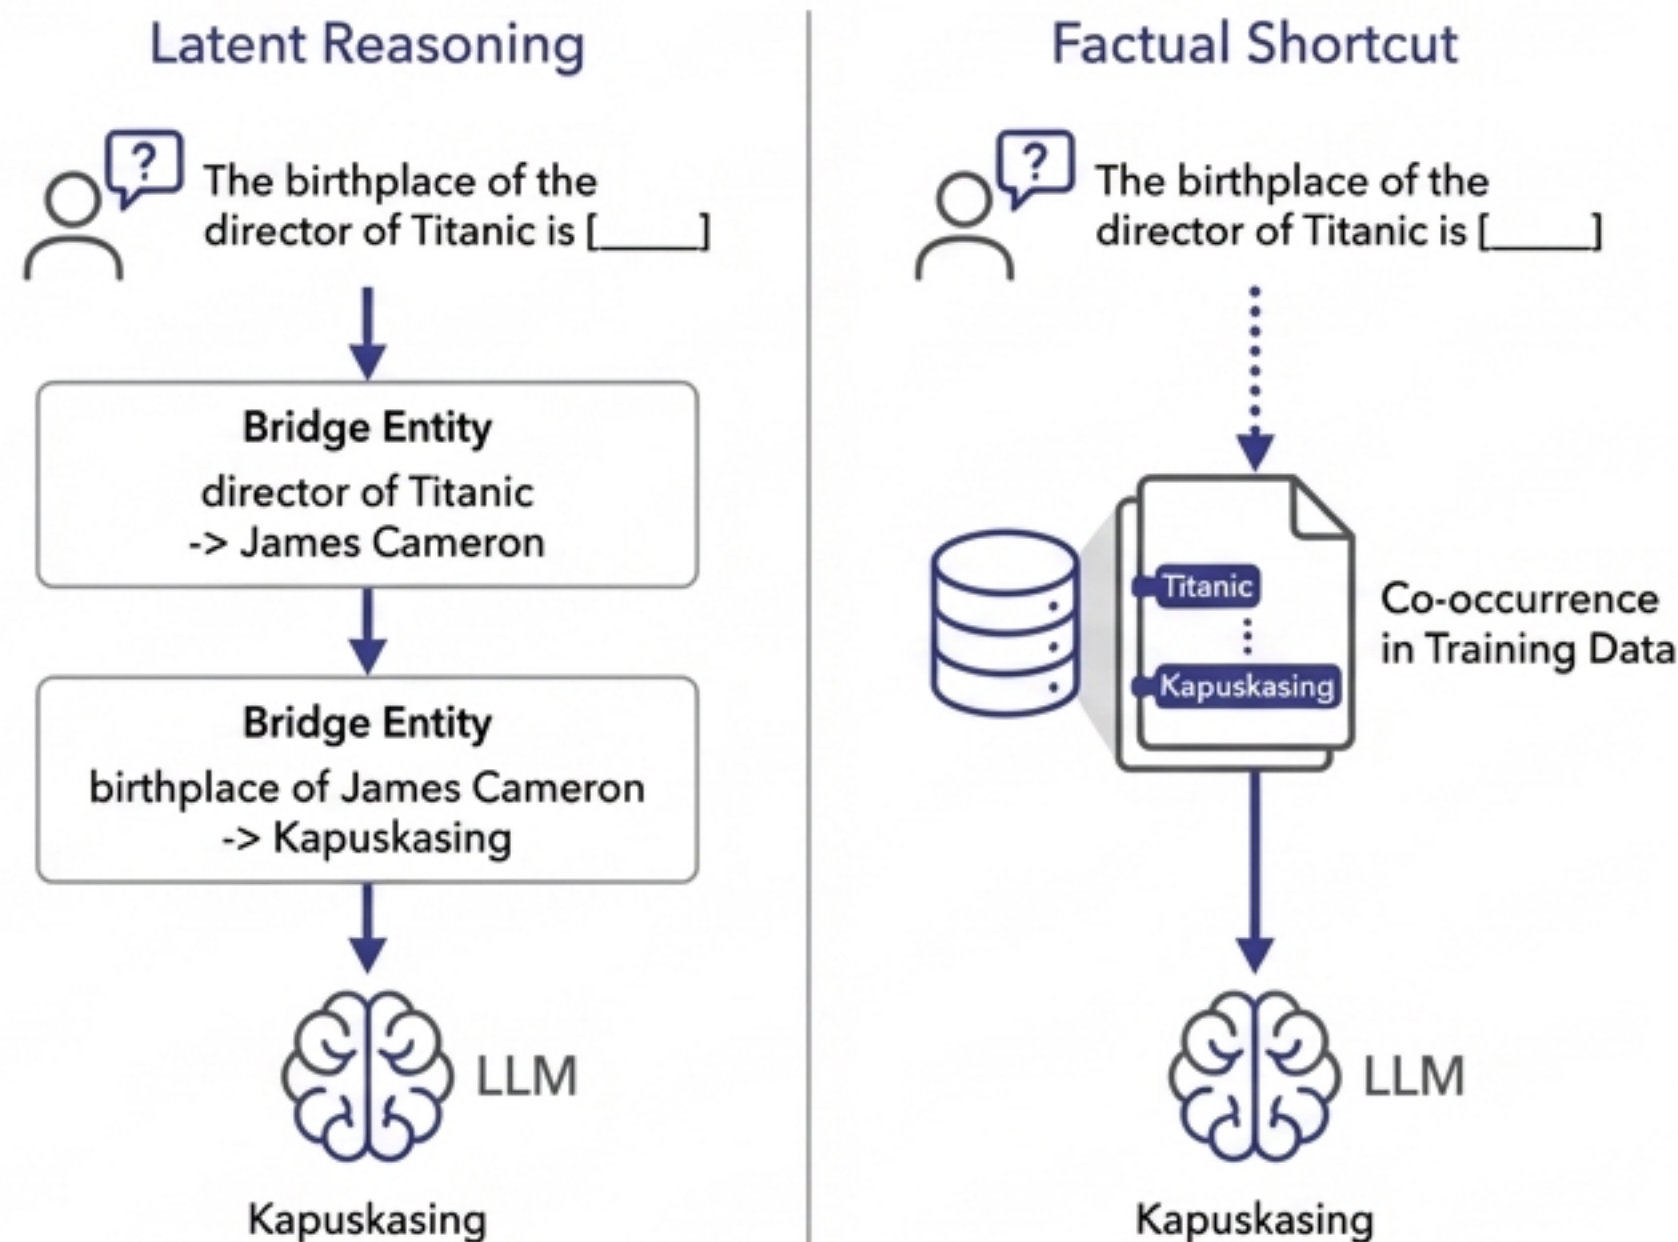 Latent Reasoning
?
The birthplace of the
director of Titanic is [_____]
Bridge Entity
director of Titanic
-> James Cameron
Bridge Entity
birthplace of James Cameron
-> Kapuskasing
LLM
Kapuskasing
Factual Shortcut
?
The birthplace of the
director of Titanic is [_____]
Titanic
Kapuskasing
Co-occurrence
in Training Data
LLM
Kapuskasing